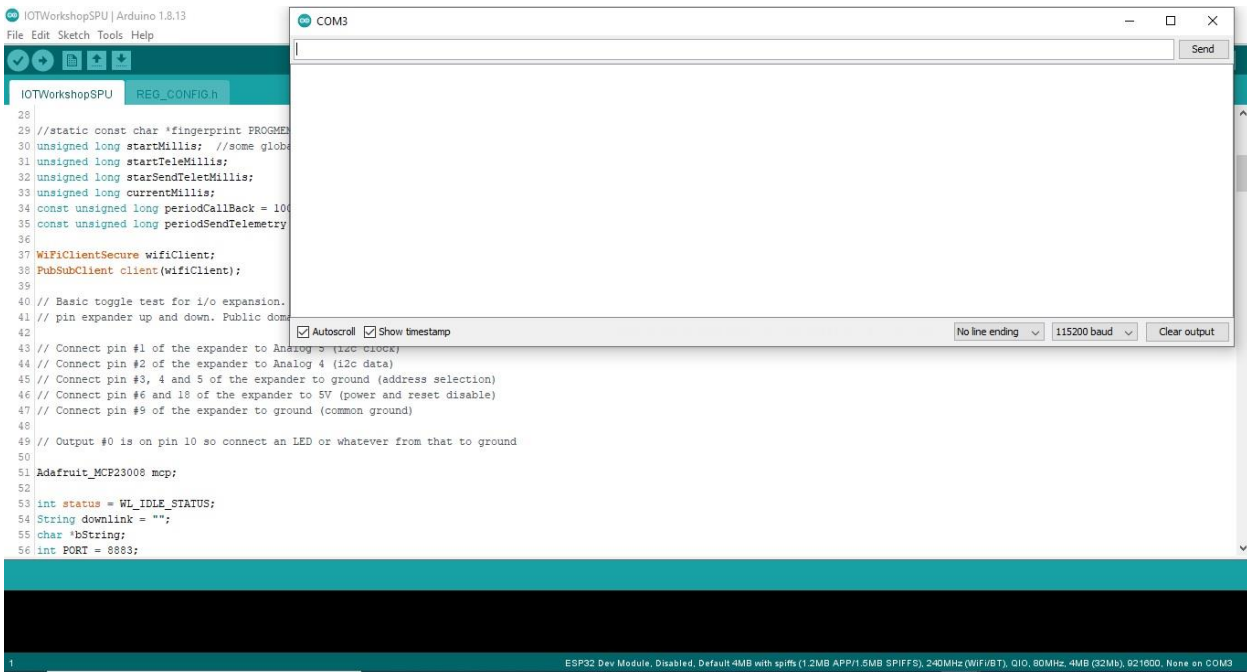 IOTWorkshopSPU | Arduino 1.8.13
File Edit Sketch Tools Help
COM3
Send
IOTWorkshopSPU REG_CONFIG.h
28
29 //static const char *fingerprint PROGMEM
30 unsigned long startMillis; //some globa
31 unsigned long startTeleMillis;
32 unsigned long starSendTeletMillis;
33 unsigned long currentMillis;
34 const unsigned long periodCallBack = 100
35 const unsigned long periodSendTelemetry
36
37 WiFiClientSecure wifiClient;
38 PubSubClient client(wifiClient);
39
40 // Basic toggle test for i/o expansion.
41 // pin expander up and down. Public doma
42
Autoscroll Show timestamp No line ending 115200 baud Clear output
43 // Connect pin #1 of the expander to Analog 5 (i2c clock)
44 // Connect pin #2 of the expander to Analog 4 (i2c data)
45 // Connect pin #3, 4 and 5 of the expander to ground (address selection)
46 // Connect pin #6 and 18 of the expander to 5V (power and reset disable)
47 // Connect pin #9 of the expander to ground (common ground)
48
49 // Output #0 is on pin 10 so connect an LED or whatever from that to ground
50
51 Adafruit_MCP23008 mcp;
52
53 int status = WL_IDLE_STATUS;
54 String downlink = "";
55 char *bString;
56 int PORT = 8883;
1 ESP32 Dev Module, Disabled, Default 4MB with spiffs (1.2MB APP/1.5MB SPIFFS), 240MHz (WiFi/BT), QIO, 80MHz, 4MB (32Mb), 921600, None on COM3